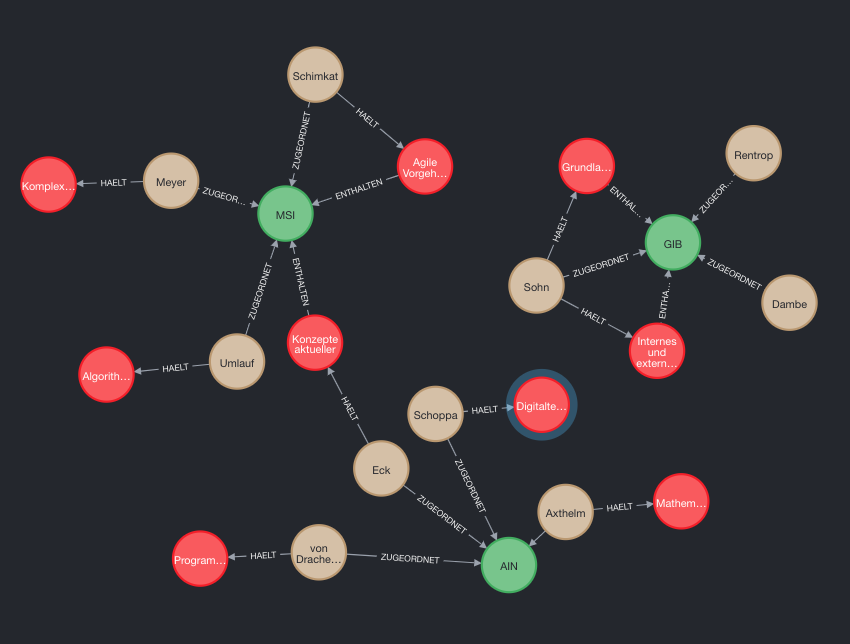 Schimkat
HAELT
ZUGEORDNET
Agile
Vorgeh…
Rentrop
Grundla…
Komplex…
HAELT
Meyer
ZUGEOR…
ENTHALTEN
MSI
ENTHAL…
ZUGEOR…
GIB
HAELT
ZUGEORDNET
ZUGEORDNET
Sohn
Dambe
ZUGEORDNET
ENTHALTEN
HAELT
ENTHA…
Konzepte
aktueller
Internes
und
extern…
Umlauf
HAELT
Algorith…
HAELT
Schoppa
HAELT
Digitalte…
Eck
ZUGEORDNET
ZUGEORDNET
Axthelm
HAELT
Mathem…
Program…
HAELT
von
Drache…
ZUGEORDNET
AIN